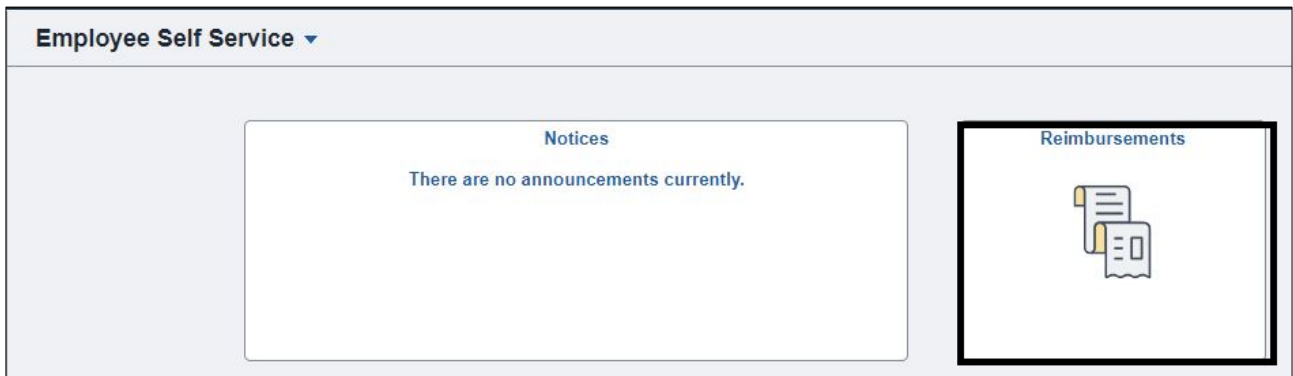 Employee Self Service
Notices
There are no announcements currently.
Reimbursements